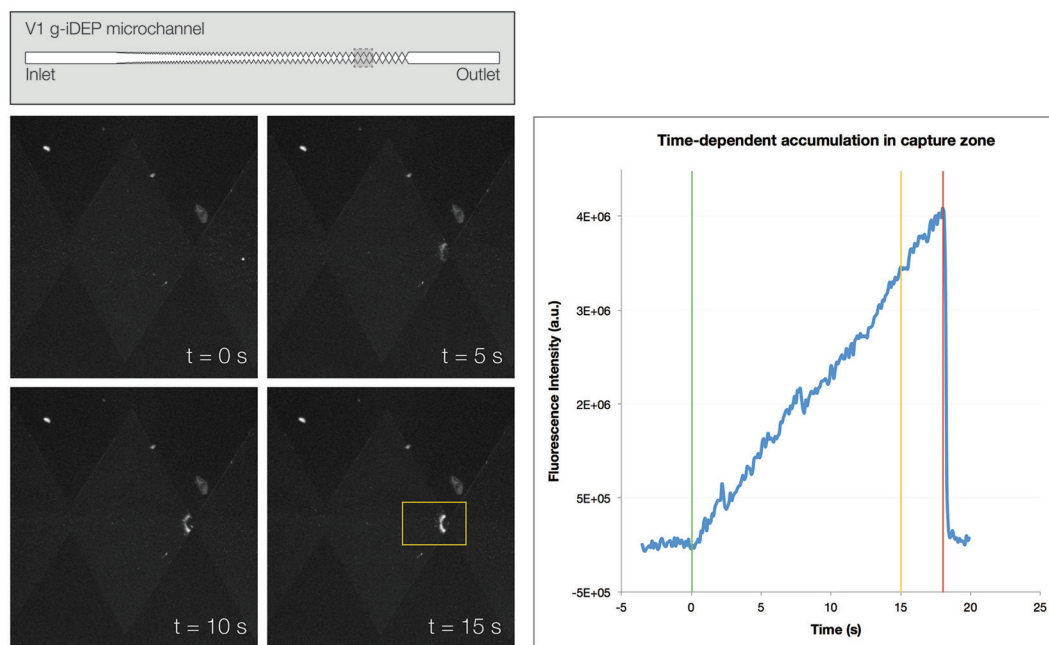 V1 g-iDEP microchannel
Inlet
Outlet
t = 0 s
t = 5 s
t = 10 s
t = 15 s
Time-dependent accumulation in capture zone
Fluorescence Intensity (a.u.)
4E+06
3E+06
2E+06
5E+05
-5E+05
-5
0
5
10
15
20
25
Time (s)